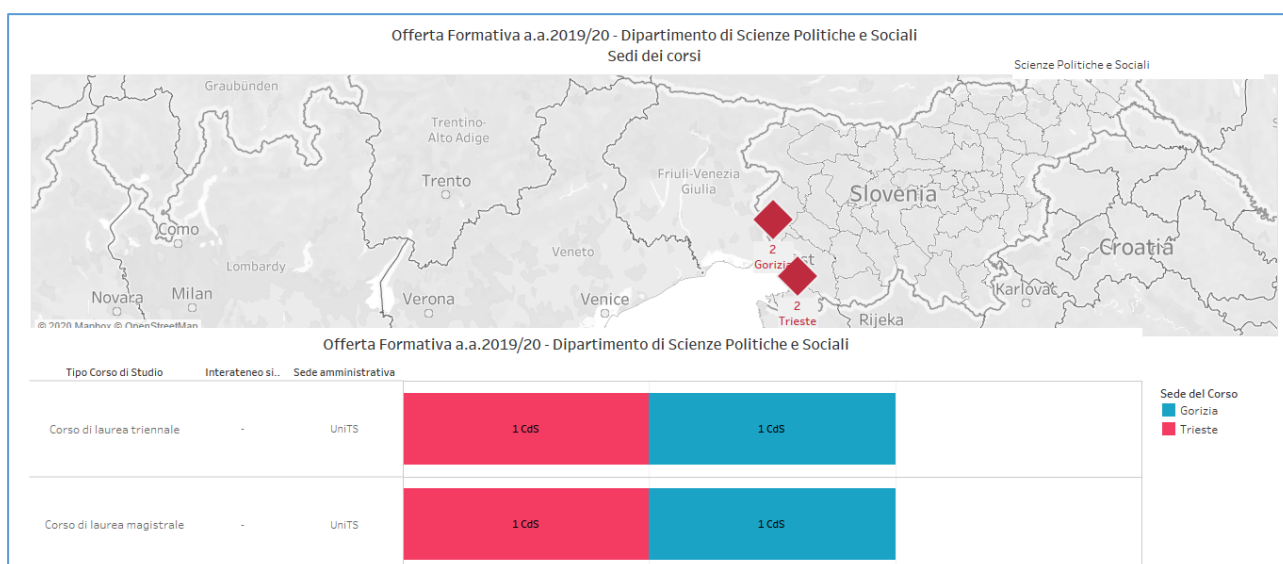 Offerta Formativa a.a.2019/20 - Dipartimento di Scienze Politiche e Sociali
Sedi dei corsi
Scienze Politiche e Sociali
Graubünden
Trentino-
Alto Adige
Trento
Friuli-Venezia
Giulia
Slovenia
Como
2
Gorizia
Croatia
Veneto
Lombardy
Novara
Milan
Verona
Venice
2
Trieste
Rijeka
Karlovac
© 2020 Mapbox © OpenStreetMap
Offerta Formativa a.a.2019/20 - Dipartimento di Scienze Politiche e Sociali
Tipo Corso di Studio Interateneo si.. Sede amministrativa
Sede del Corso
Gorizia
Trieste
Corso di laurea triennale - UniTS 1 CdS 1 CdS
Corso di laurea magistrale - UniTS 1 CdS 1 CdS